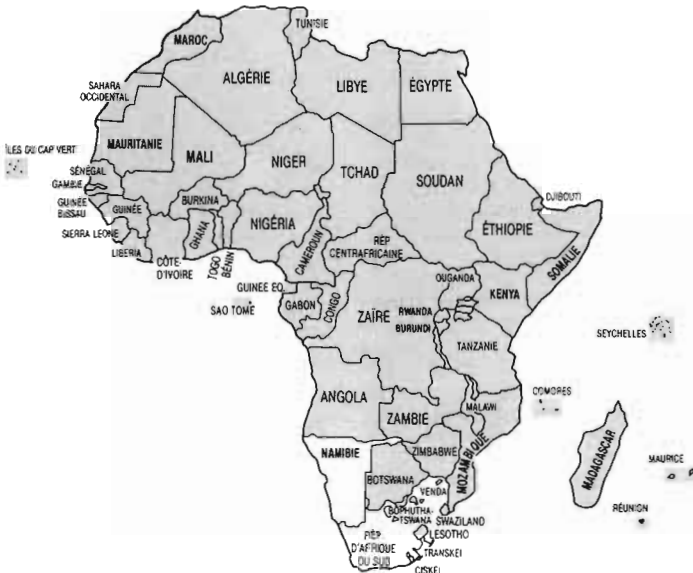 TUNISIE
MAROC
ALGÉRIE
LIBYE
ÉGYPTE
SAHARA
OCCIDENTAL
MAURITANIE
ÎLES DU CAP VERT
MALI
NIGER
TCHAD
SOUDAN
SÉNÉGAL
GAMBIE
GUINÉE
BISSAU
GUINÉE
BURKINA
NIGÉRIA
DJIBOUTI
ÉTHIOPIE
SOMALIE
SIERRA LEONE
LIBERIA
CÔTE-
D'IVOIRE
GHANA
TOGO
BÉNIN
CAMEROUN
RÉP
CENTRAFRICAINE
GUINÉE EQ.
SAO TOMÉ
GABON
CONGO
ZAÏRE
OUGANDA
KENYA
RWANDA
BURUNDI
TANZANIE
SEYCHELLES
COMORES
ANGOLA
ZAMBIE
MALAWI
MOZAMBIQUE
MADAGASCAR
MAURICE
RÉUNION
NAMIBIE
ZIMBABWE
BOTSWANA
VENDA
BOPHUTHA-
TSWANA
SWAZILAND
LESOTHO
RÉP.
D'AFRIQUE
DU SUD
TRANSKEI
CISKEI